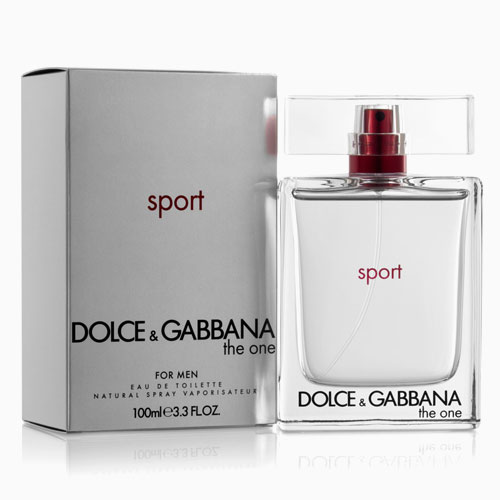 sport
DOLCE & GABBANA
the one
FOR MEN
EAU DE TOILETTE
NATURAL SPRAY VAPORISATEUR
100ml℮3.3 FL.OZ.
sport
DOLCE & GABBANA
the one